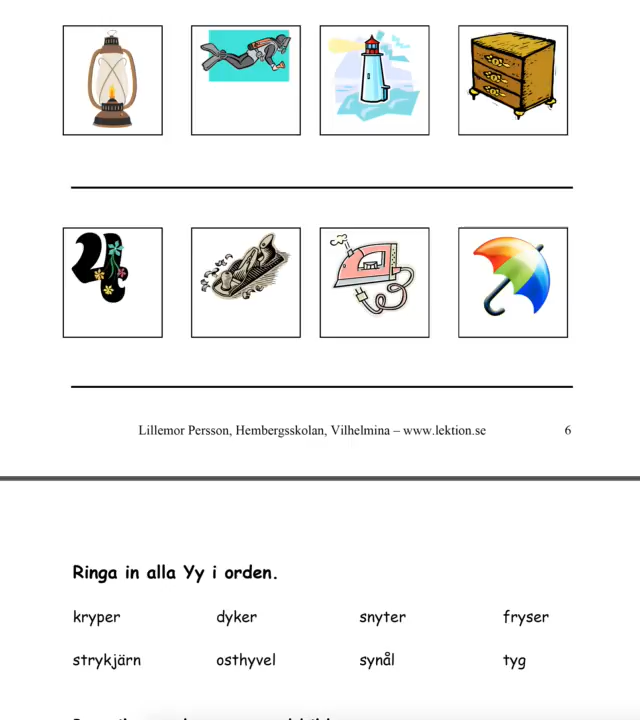 Lillemor Persson, Hembergsskolan, Vilhelmina – www.lektion.se 6
Ringa in alla Yy i orden.
kryper dyker snyter fryser
strykjärn osthyvel synål tyg